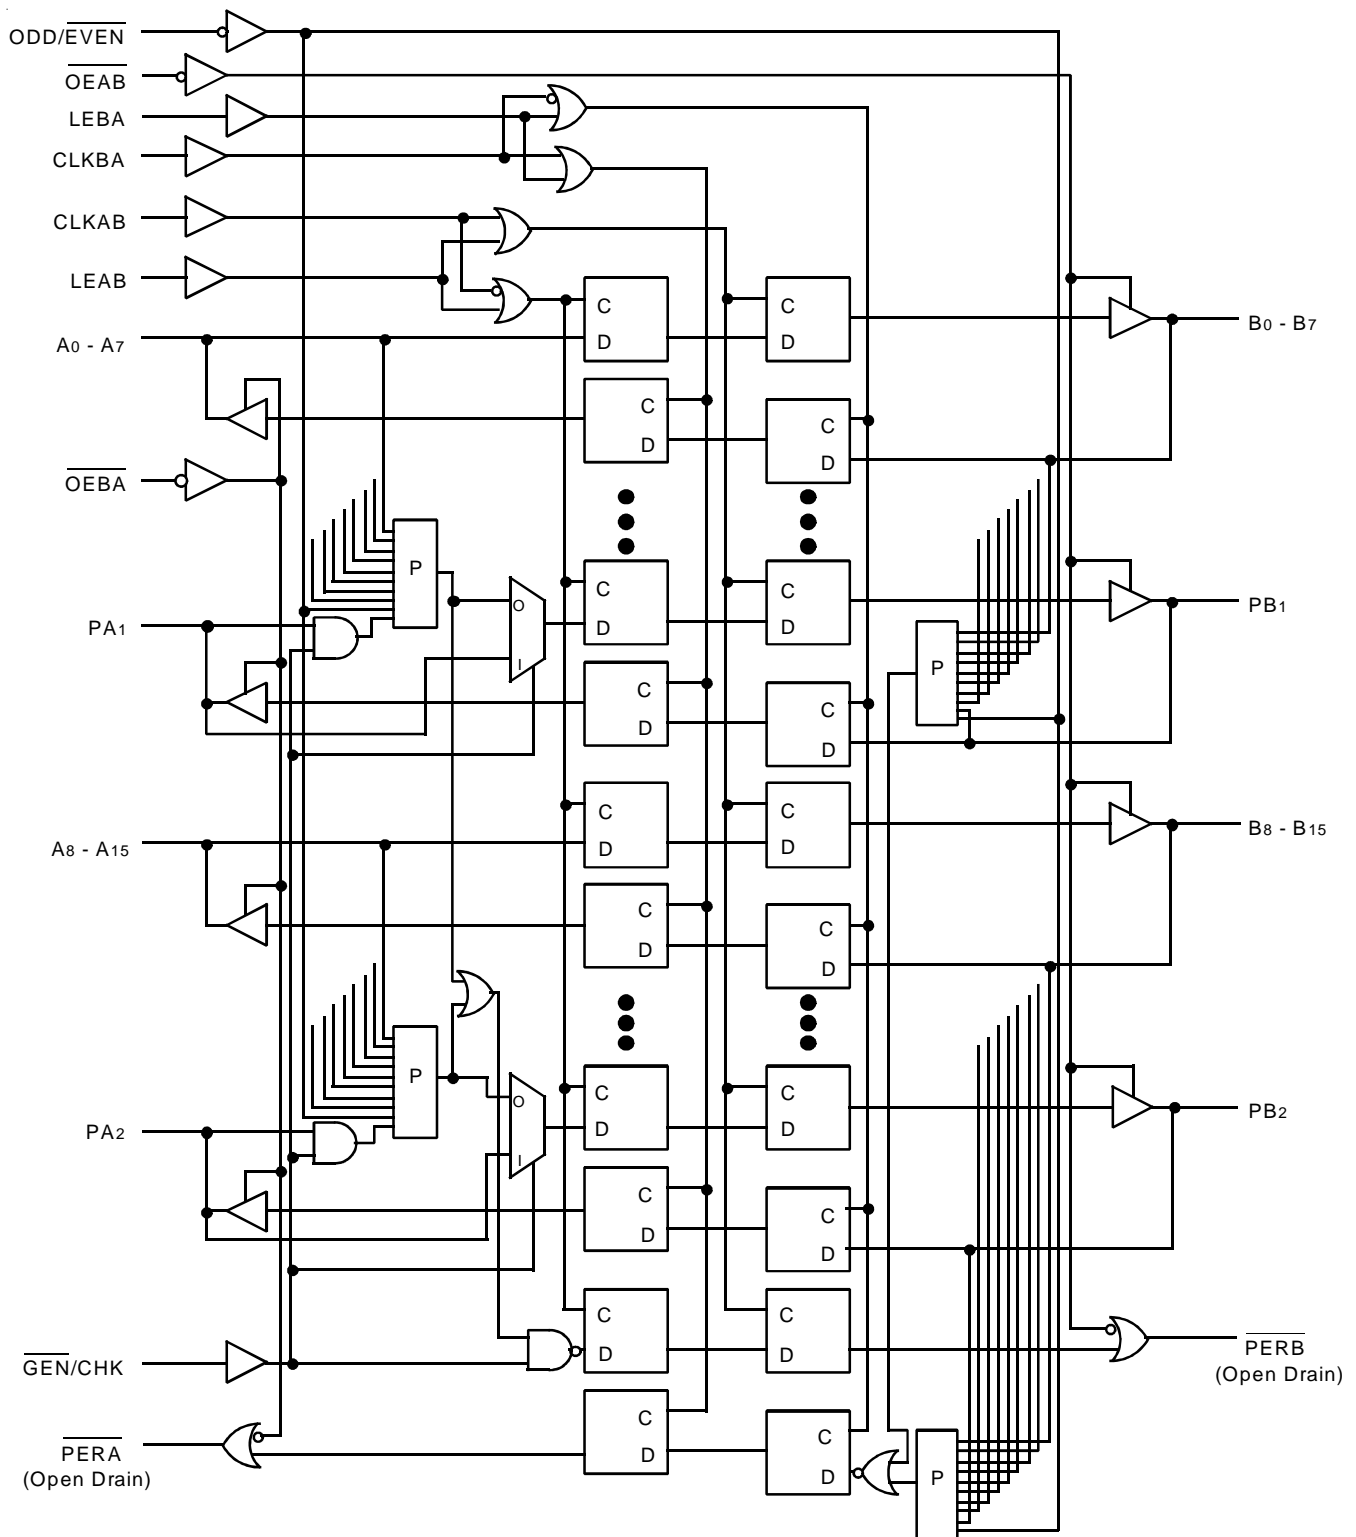 ODD/EVEN
OEAB
LEBA
CLKBA
CLKAB
LEAB
C
D
C
D
B0 - B7
A0 - A7
C
D
C
D
OEBA
P
C
D
C
D
PB1
O
PA1
I
P
C
D
C
D
C
D
C
D
B8 - B15
A8 - A15
C
D
C
D
P
C
D
C
D
PB2
O
PA2
I
C
D
C
D
C
D
C
D
GEN/CHK
PERB
(Open Drain)
C
D
C
D
PERA
(Open Drain)
P